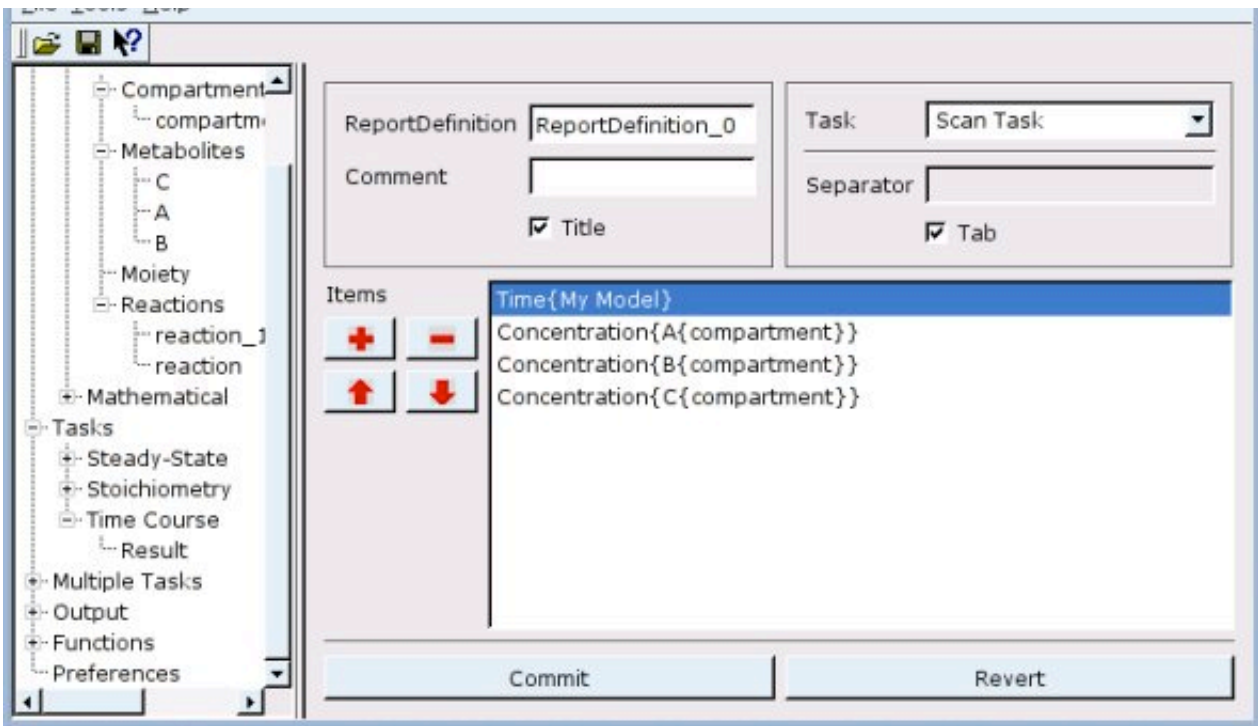 Compartment
compartm
Metabolites
C
A
B
Moiety
Reactions
reaction_1
reaction
Mathematical
Tasks
Steady-State
Stoichiometry
Time Course
Result
Multiple Tasks
Output
Functions
Preferences
ReportDefinition ReportDefinition_0
Comment
Title
Task Scan Task
Separator
Tab
Items
Time{My Model}
Concentration{A{compartment}}
Concentration{B{compartment}}
Concentration{C{compartment}}
Commit Revert